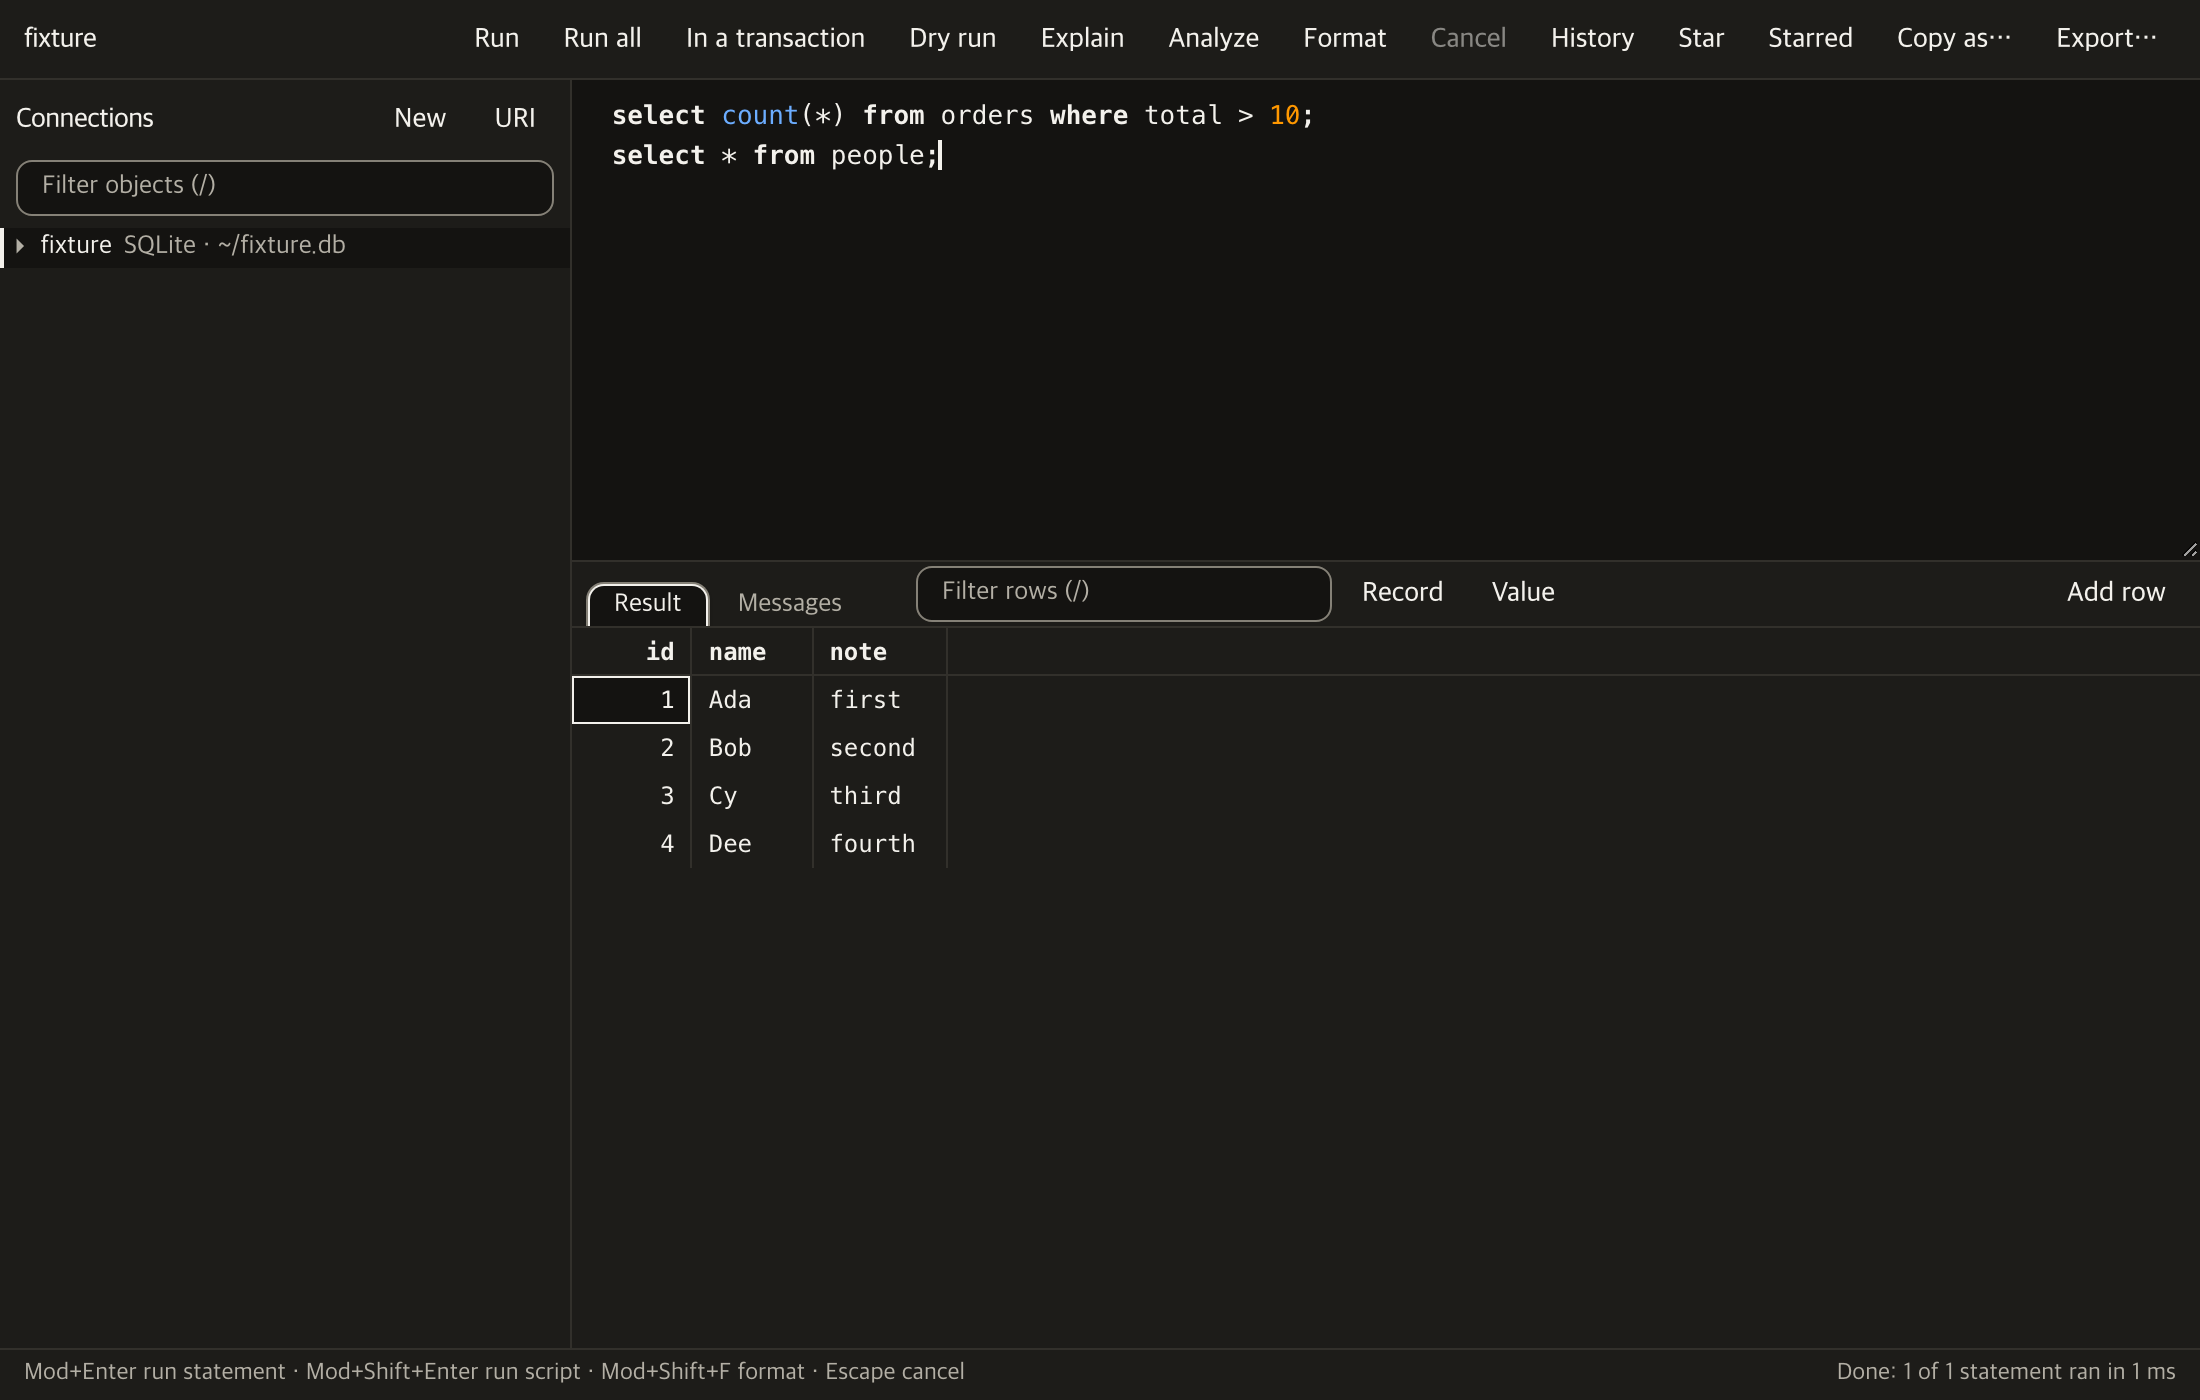 fixture Run Run all In a transaction Dry run Explain Analyze Format Cancel History Star Starred Copy as… Export…
Connections New URI
Filter objects (/)
fixture SQLite · ~/fixture.db
select count(*) from orders where total > 10;
select * from people;
Result Messages Filter rows (/) Record Value Add row
id name note
1 Ada first
2 Bob second
3 Cy third
4 Dee fourth
Mod+Enter run statement · Mod+Shift+Enter run script · Mod+Shift+F format · Escape cancel Done: 1 of 1 statement ran in 1 ms